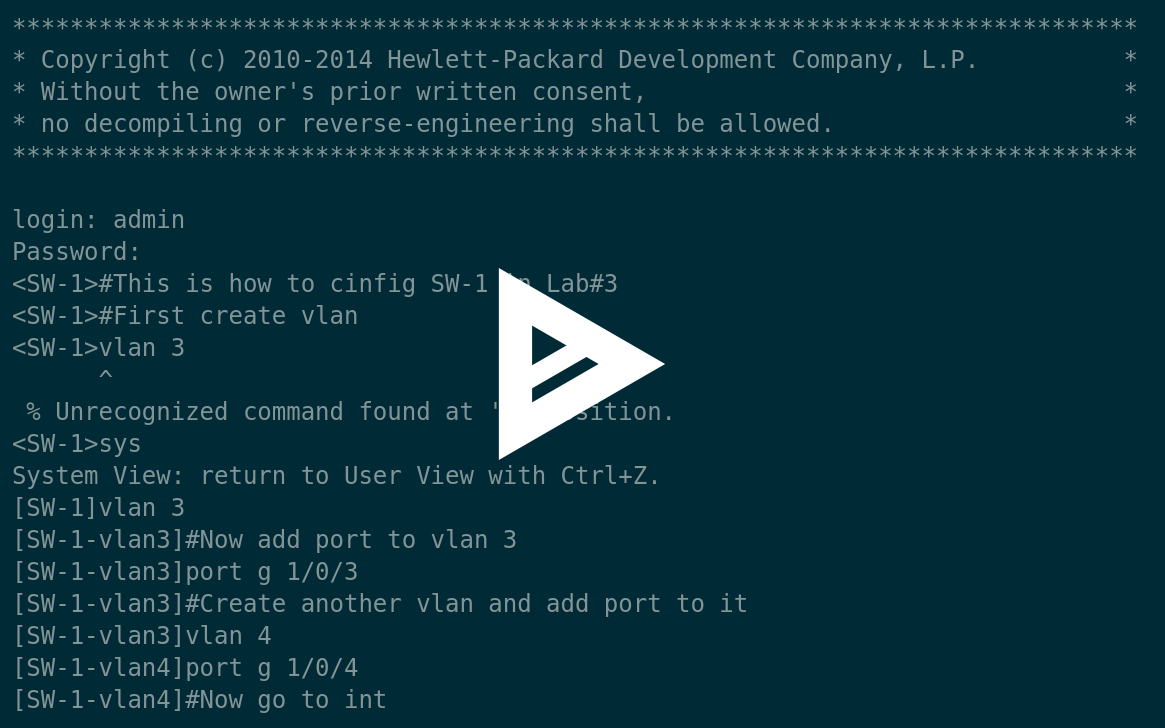 ******************************************************************************
* Copyright (c) 2010-2014 Hewlett-Packard Development Company, L.P.          *
* Without the owner's prior written consent,                                 *
* no decompiling or reverse-engineering shall be allowed.                    *
******************************************************************************
login: admin
Password:
<SW-1>#This is how to cinfig SW-1 in Lab#3
<SW-1>#First create vlan
<SW-1>vlan 3
      ^
 % Unrecognized command found at position.
<SW-1>sys
System View: return to User View with Ctrl+Z.
[SW-1]vlan 3
[SW-1-vlan3]#Now add port to vlan 3
[SW-1-vlan3]port g 1/0/3
[SW-1-vlan3]#Create another vlan and add port to it
[SW-1-vlan3]vlan 4
[SW-1-vlan4]port g 1/0/4
[SW-1-vlan4]#Now go to int